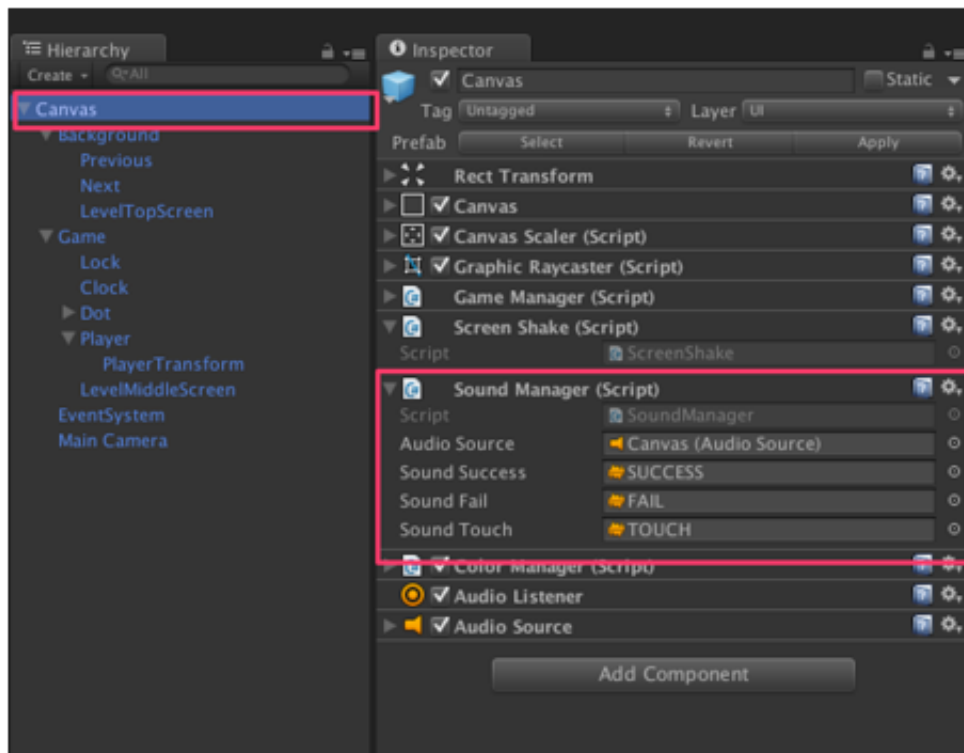 Hierarchy
Create
All
Canvas
Background
Previous
Next
LevelTopScreen
Game
Lock
Clock
Dot
Player
PlayerTransform
LevelMiddleScreen
EventSystem
Main Camera
Inspector
Canvas Static
Tag Untagged Layer UI
Prefab Select Revert Apply
Rect Transform
Canvas
Canvas Scaler (Script)
Graphic Raycaster (Script)
Game Manager (Script)
Screen Shake (Script)
Script ScreenShake
Sound Manager (Script)
Script SoundManager
Audio Source Canvas (Audio Source)
Sound Success SUCCESS
Sound Fail FAIL
Sound Touch TOUCH
Color Manager (Script)
Audio Listener
Audio Source
Add Component